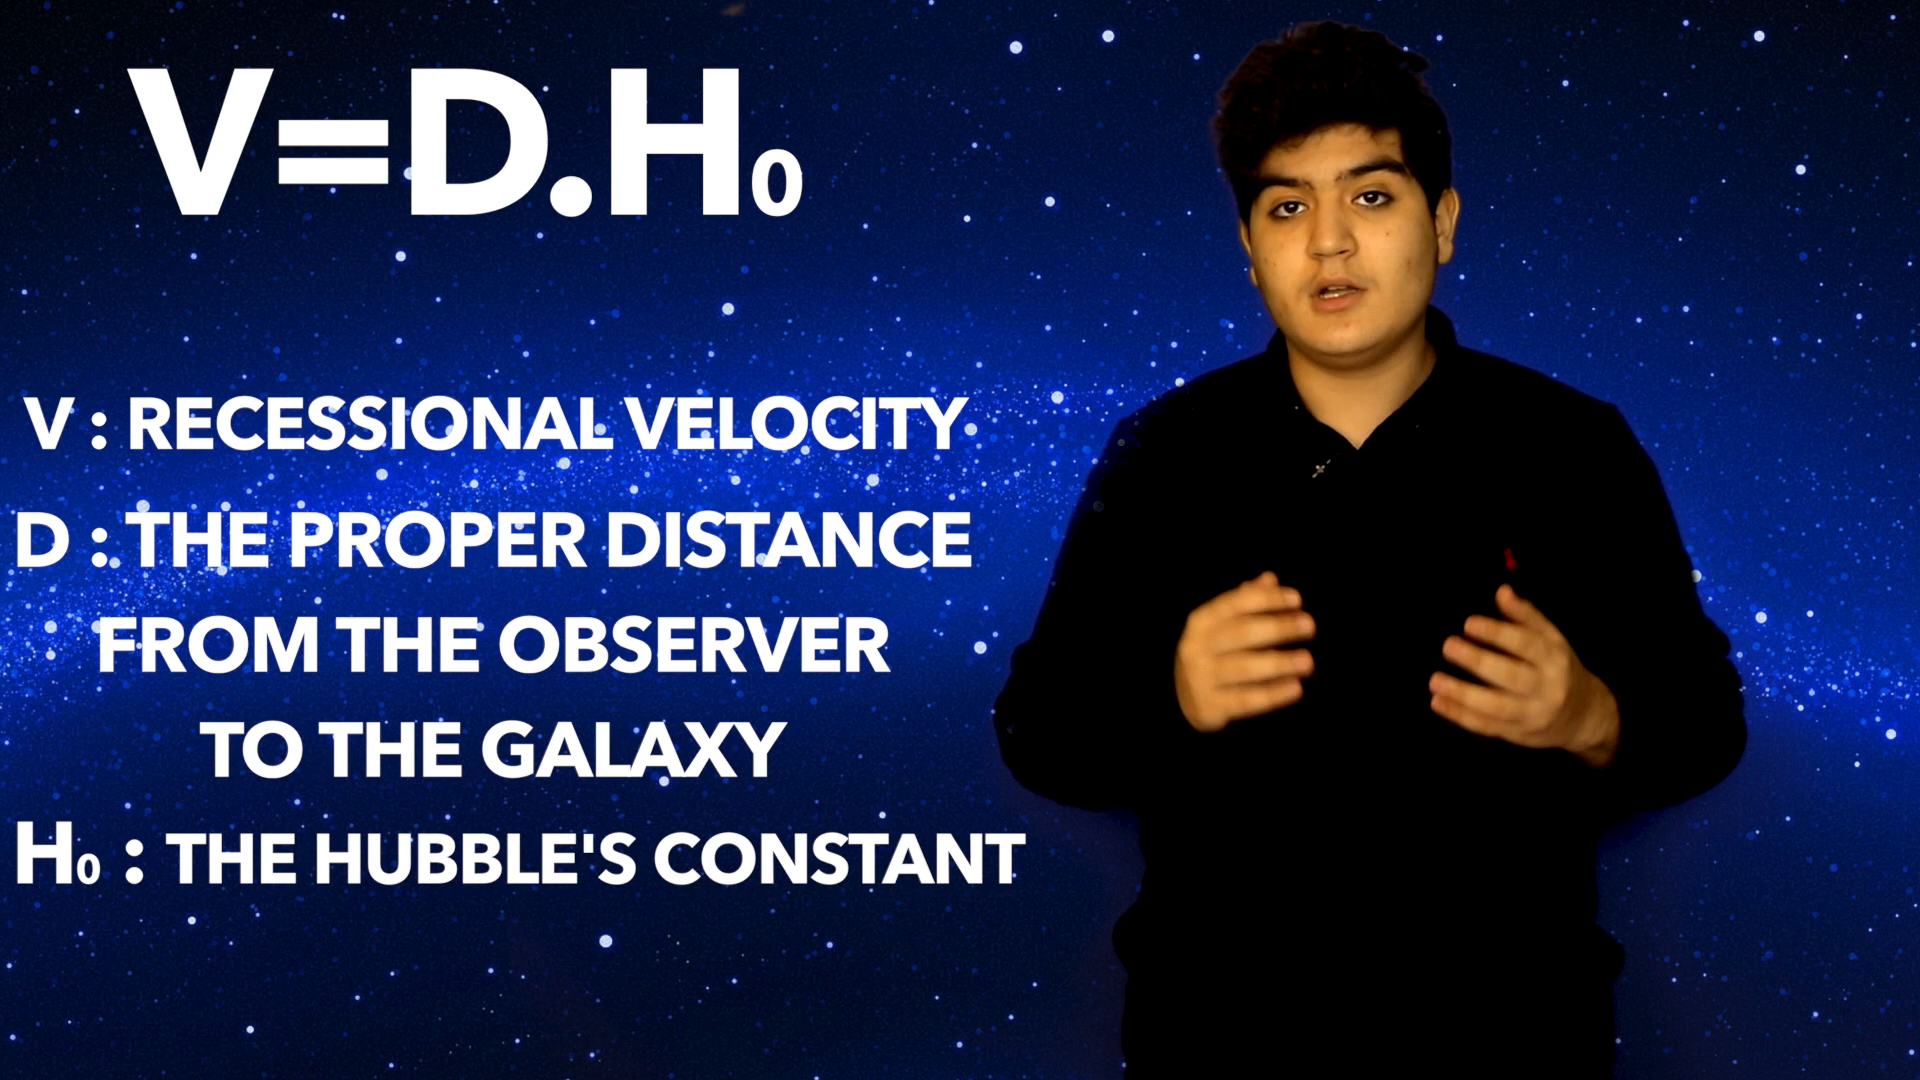 V=D.H₀
V : RECESSIONAL VELOCITY
D : THE PROPER DISTANCE
FROM THE OBSERVER
TO THE GALAXY
H₀ : THE HUBBLE'S CONSTANT